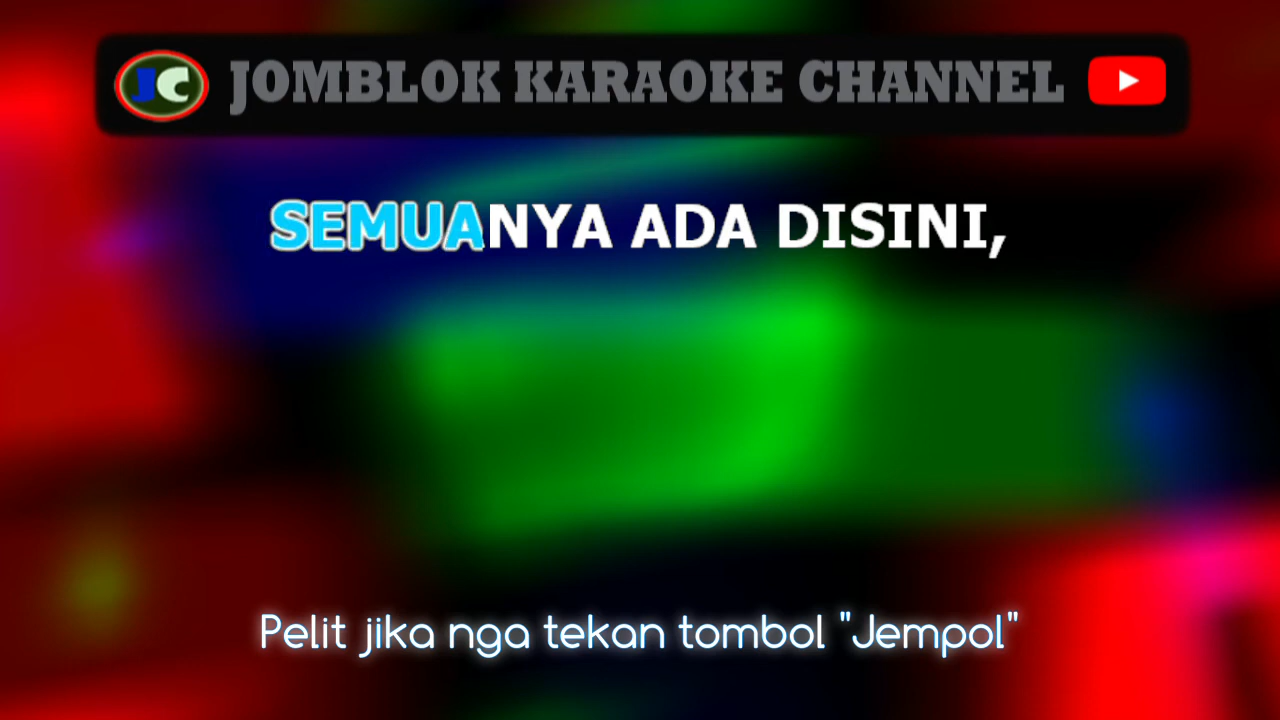 JC JOMBLOK KARAOKE CHANNEL
SEMUANYA ADA DISINI,
Pelit jika nga tekan tombol "Jempol"